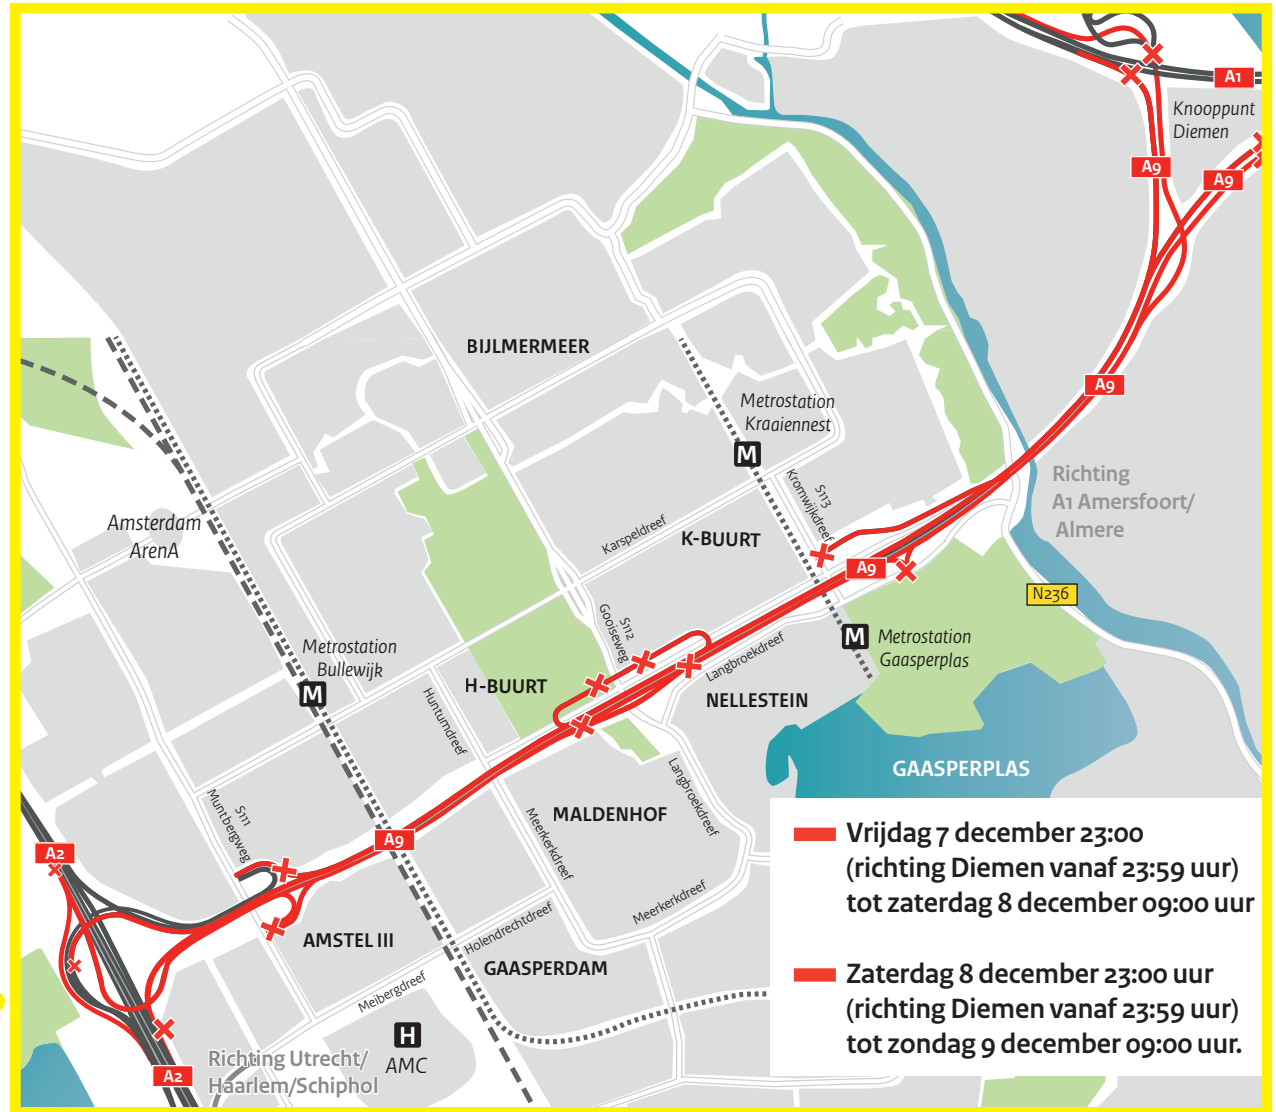 A1
Knooppunt
Diemen
A9
A9
BIJLMERMEER
A9
Metrostation
Kraaiennest
M
Richting
A1 Amersfoort/
Almere
S113
Kromwijkdreef
Amsterdam
ArenA
Karspeldreef
K-BUURT
A9
N236
S112
Gooiseweg
Metrostation
Bullewijk
M
M
Metrostation
Gaasperplas
Langbroekdreef
H-BUURT
NELLESTEIN
Huntumdreef
GAASPERPLAS
Langbroekdreef
MALDENHOF
S111
Muntbergweg
Meerkerkdreef
A9
A2
Vrijdag 7 december 23:00
(richting Diemen vanaf 23:59 uur)
tot zaterdag 8 december 09:00 uur
Meerkerkdreef
Holendrechtdreef
AMSTEL III
GAASPERDAM
Zaterdag 8 december 23:00 uur
(richting Diemen vanaf 23:59 uur)
tot zondag 9 december 09:00 uur.
Meibergdreef
H
AMC
Richting Utrecht/
Haarlem/Schiphol
A2